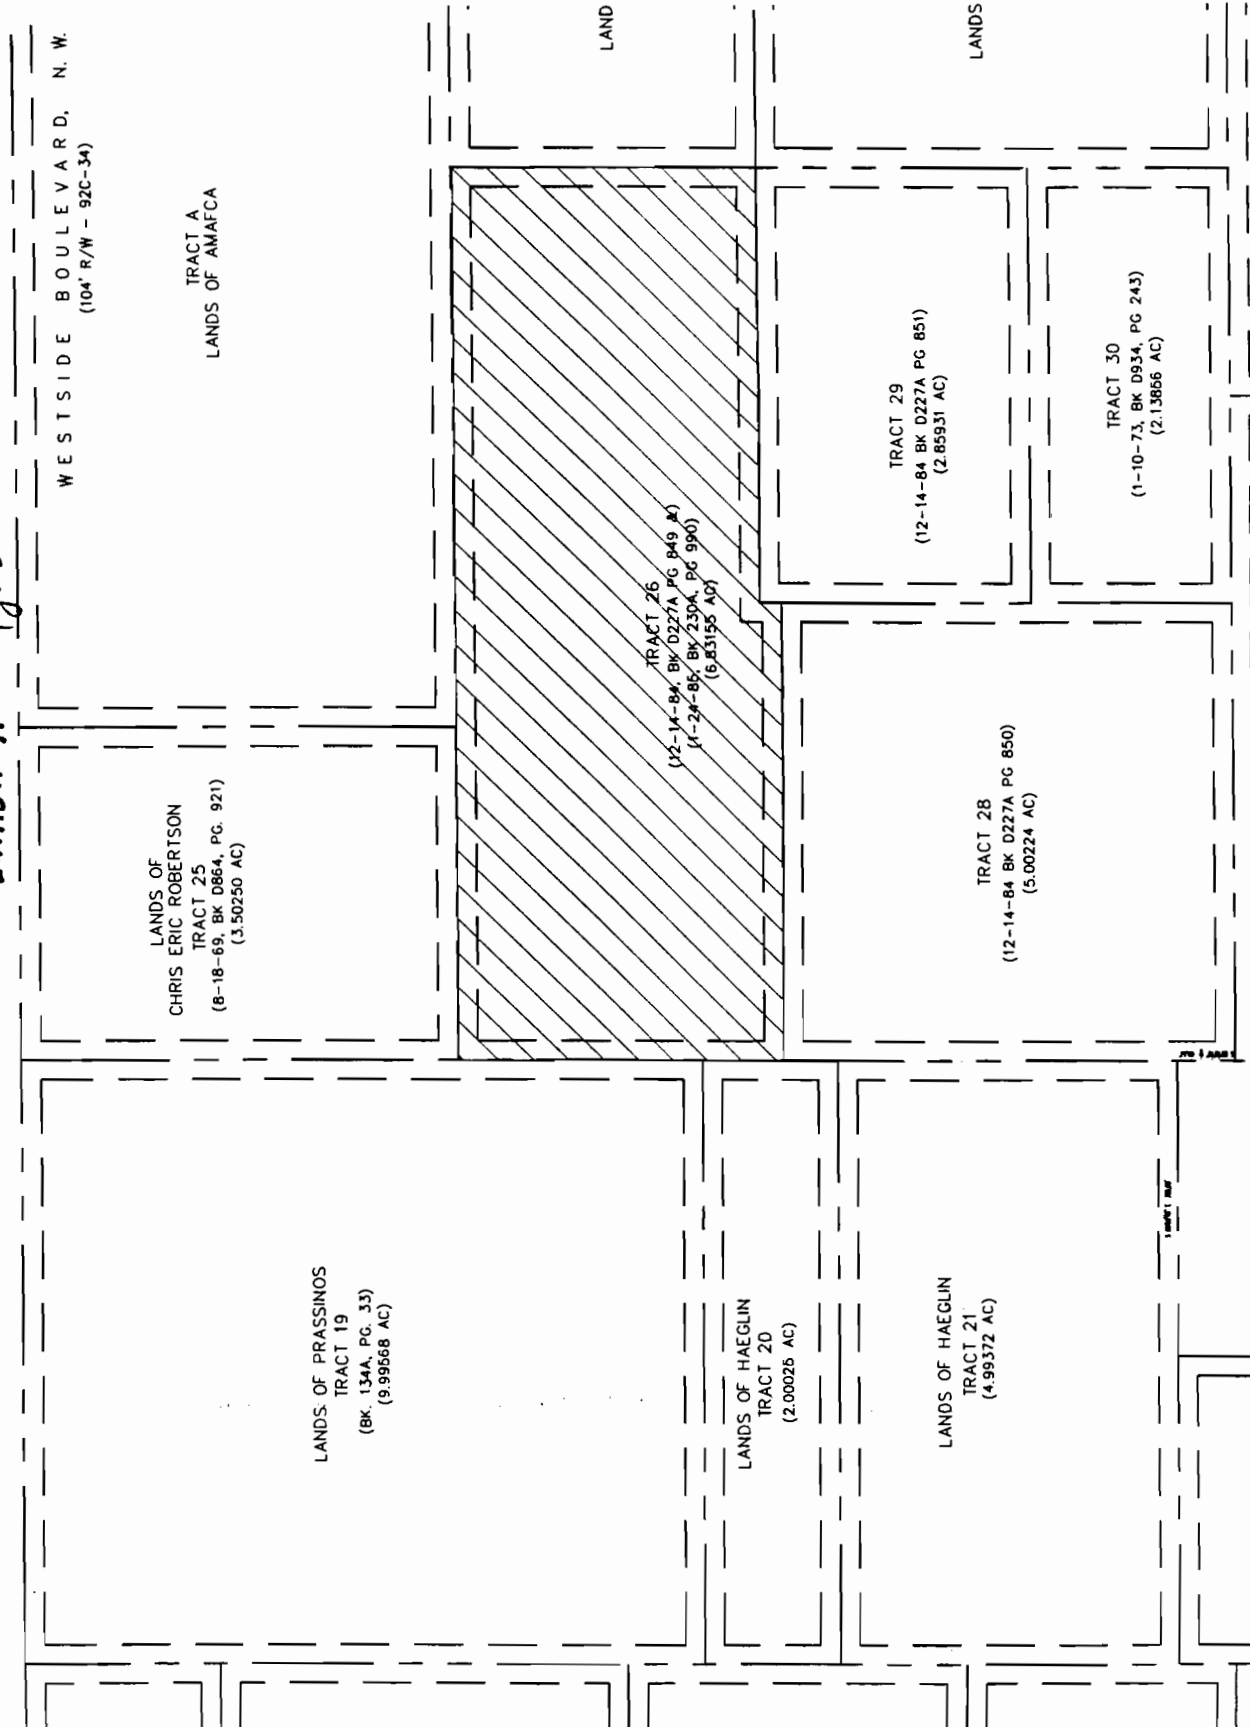 WESTSIDE BOULEVARD, N. W.
(104' R/W - 92C-34)
TRACT A
LANDS OF AMAFCA
LANDS OF
CHRIS ERIC ROBERTSON
TRACT 25
(8-18-69, BK D864, PG. 921)
(3.50250 AC)
LANDS OF PRASSINOS
TRACT 19
(BK. 134A, PG. 33)
(9.99568 AC)
LAND
TRACT 26
(12-14-84, BK D227A PG 849 &)
(1-24-85, BK 230A, PG 990)
(6.83155 AC)
LANDS OF HAEGLIN
TRACT 20
(2.00025 AC)
LANDS
TRACT 29
(12-14-84 BK D227A PG 851)
(2.85931 AC)
TRACT 28
(12-14-84 BK D227A PG 850)
(5.00224 AC)
LANDS OF HAEGLIN
TRACT 21
(4.99372 AC)
TRACT 30
(1-10-73, BK D934, PG 243)
(2.13866 AC)